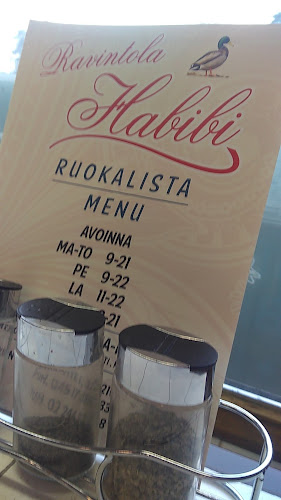 Ravintola
Habibi
RUOKALISTA
MENU
AVOINNA
MA-TO 9-21
PE 9-22
LA 11-22